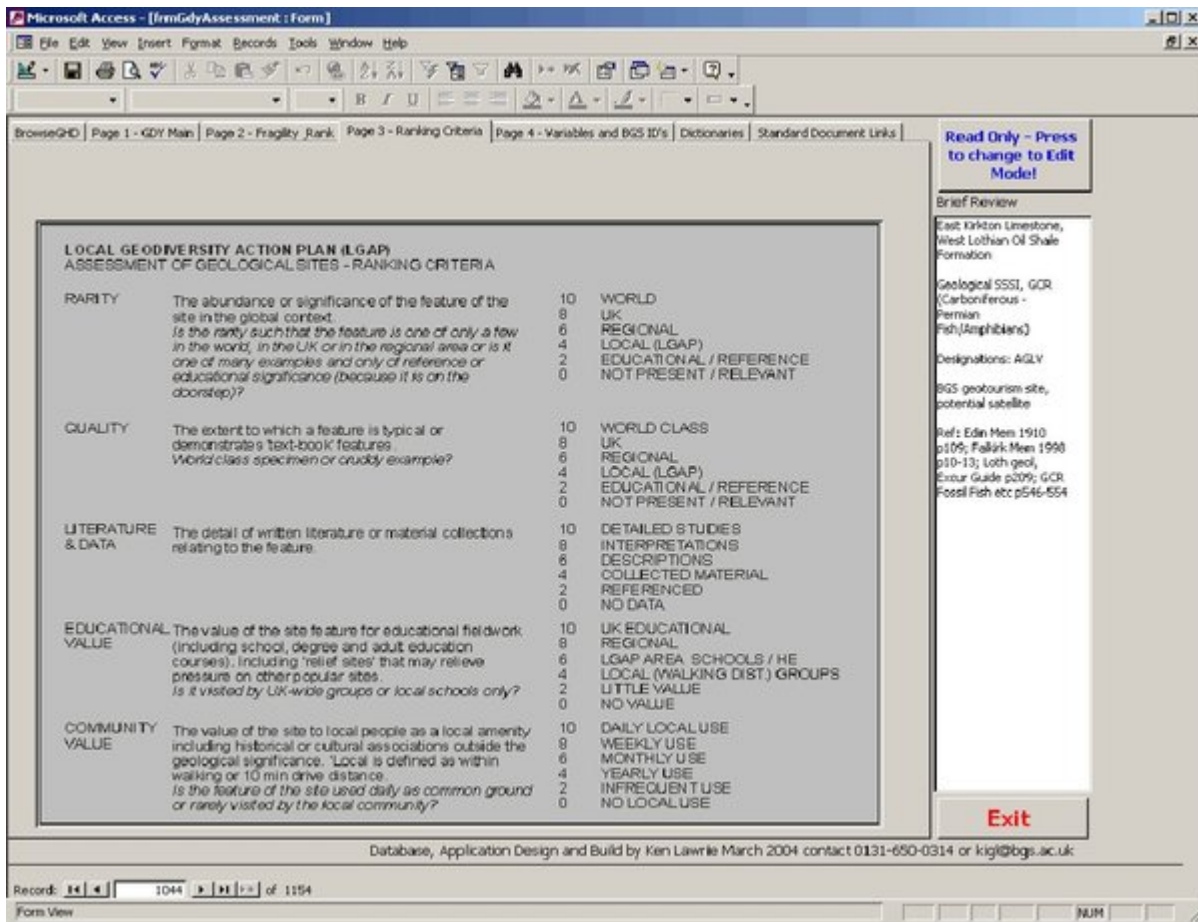 Microsoft Access - [frmGdyAssessment : Form]
File Edit View Insert Format Records Tools Window Help
B I U
BrowseGHD Page 1 - GDY Main Page 2 - Fragility_Rank Page 3 - Ranking Criteria Page 4 - Variables and BGS ID's Dictionaries Standard Document Links
Read Only - Press
to change to Edit
Mode!
LOCAL GEODIVERSITY ACTION PLAN (LGAP)
ASSESSMENT OF GEOLOGICAL SITES - RANKING CRITERIA
RARITY The abundance or significance of the feature of the
site in the global context.
Is the rarity such that the feature is one of only a few
in the world, in the UK or in the regional area or is it
one of many examples and only of reference or
educational significance (because it is on the
doorstep)?
10 WORLD
8 UK
6 REGIONAL
4 LOCAL (LGAP)
2 EDUCATIONAL / REFERENCE
0 NOT PRESENT / RELEVANT
QUALITY The extent to which a feature is typical or
demonstrates 'text-book' features.
World class specimen or cruddy example?
10 WORLD CLASS
8 UK
6 REGIONAL
4 LOCAL (LGAP)
2 EDUCATIONAL / REFERENCE
0 NOT PRESENT / RELEVANT
LITERATURE
& DATA
The detail of written literature or material collections
relating to the feature.
10 DETAILED STUDIES
8 INTERPRETATIONS
6 DESCRIPTIONS
4 COLLECTED MATERIAL
2 REFERENCED
0 NO DATA
EDUCATIONAL
VALUE
The value of the site feature for educational fieldwork
(including school, degree and adult education
courses). Including 'relief sites' that may relieve
pressure on other popular sites.
Is it visited by UK-wide groups or local schools only?
10 UK EDUCATIONAL
8 REGIONAL
6 LGAP AREA SCHOOLS / HE
4 LOCAL (WALKING DIST.) GROUPS
2 LITTLE VALUE
0 NO VALUE
COMMUNITY
VALUE
The value of the site to local people as a local amenity
including historical or cultural associations outside the
geological significance. 'Local is defined as within
walking or 10 min drive distance.
Is the feature of the site used daily as common ground
or rarely visited by the local community?
10 DAILY LOCAL USE
8 WEEKLY USE
6 MONTHLY USE
4 YEARLY USE
2 INFREQUENT USE
0 NO LOCAL USE
Brief Review
East Kirkton Limestone,
West Lothian Oil Shale
Formation
Geological SSSI, GCR
(Carboniferous -
Permian
Fish/Amphibians)
Designations: AGLV
BGS geotourism site,
potential satellite
Ref: Edin Mem 1910
p109; Falkirk Mem 1998
p10-13; Loth geol,
Excur Guide p209; GCR
Fossil Fish etc p546-554
Exit
Database, Application Design and Build by Ken Lawrie March 2004 contact 0131-650-0314 or kigl@bgs.ac.uk
Record: 1044 of 1154
Form View NUM